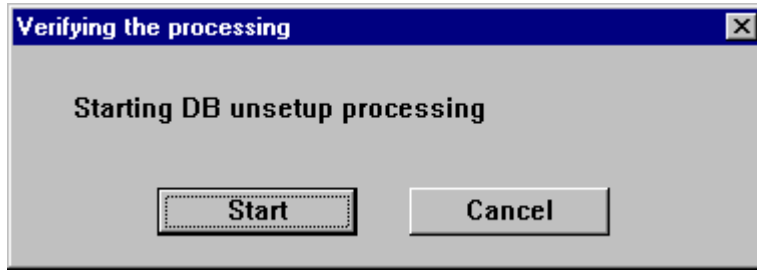 Verifying the processing
Starting DB unsetup processing
Start Cancel